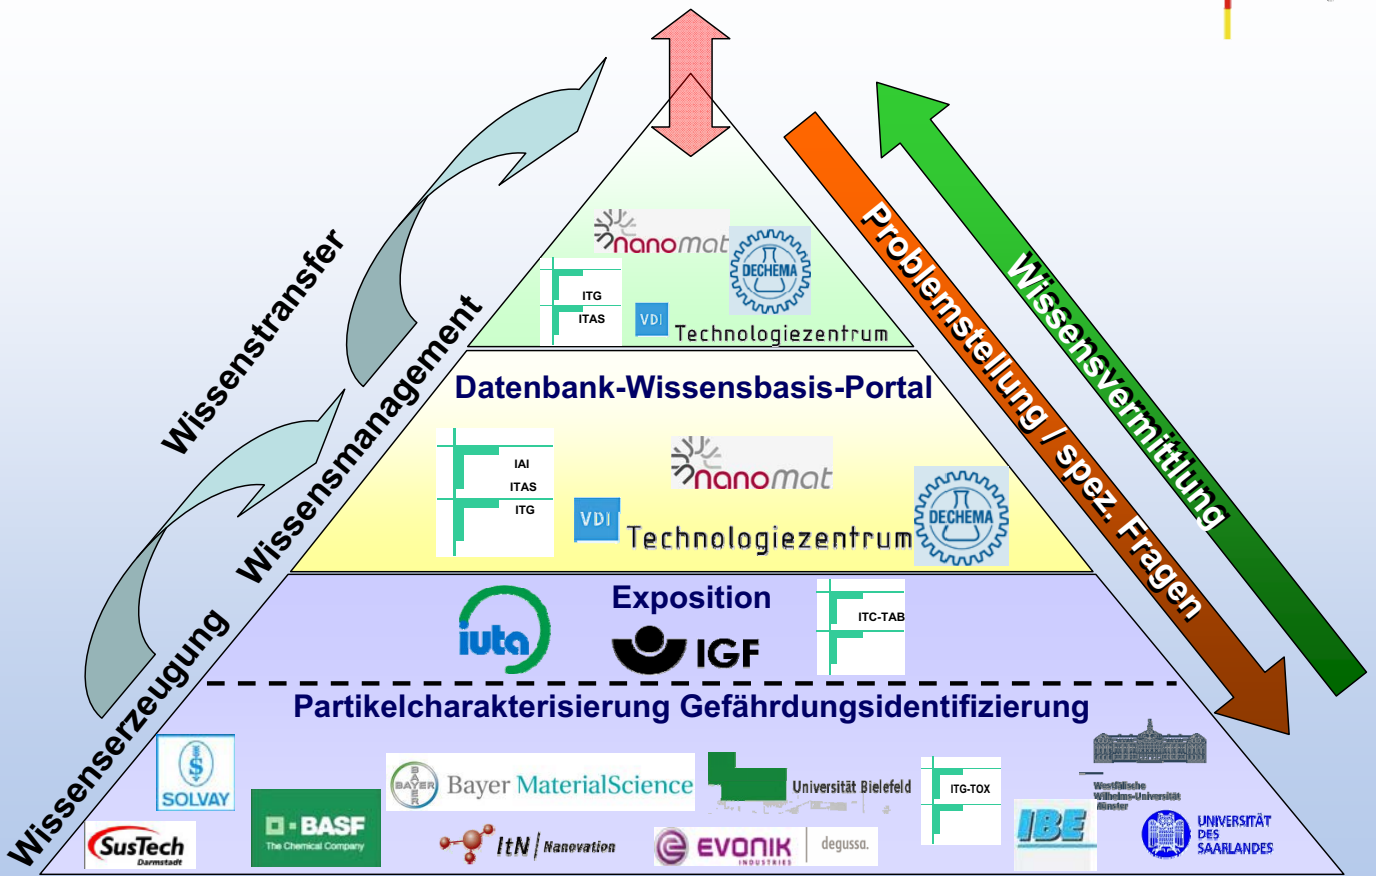 Wissenstransfer
Wissensmanagement
Wissenserzeugung
Problemstellung / spez. Fragen
Wissensvermittlung
nanomat
DECHEMA
ITG
ITAS
VDI
Technologiezentrum
Datenbank-Wissensbasis-Portal
IAI
ITAS
ITG
nanomat
VDI
Technologiezentrum
DECHEMA
Exposition
iuta
IGF
ITC-TAB
Partikelcharakterisierung Gefährdungsidentifizierung
SOLVAY
BAYER
BAYER
Bayer MaterialScience
Universität Bielefeld
ITG-TOX
Westfälische
Wilhelms-Universität
Münster
SusTech
Darmstadt
BASF
The Chemical Company
ItN Nanovation
EVONIK
INDUSTRIES
degussa.
IBE
UNIVERSITÄT
DES
SAARLANDES